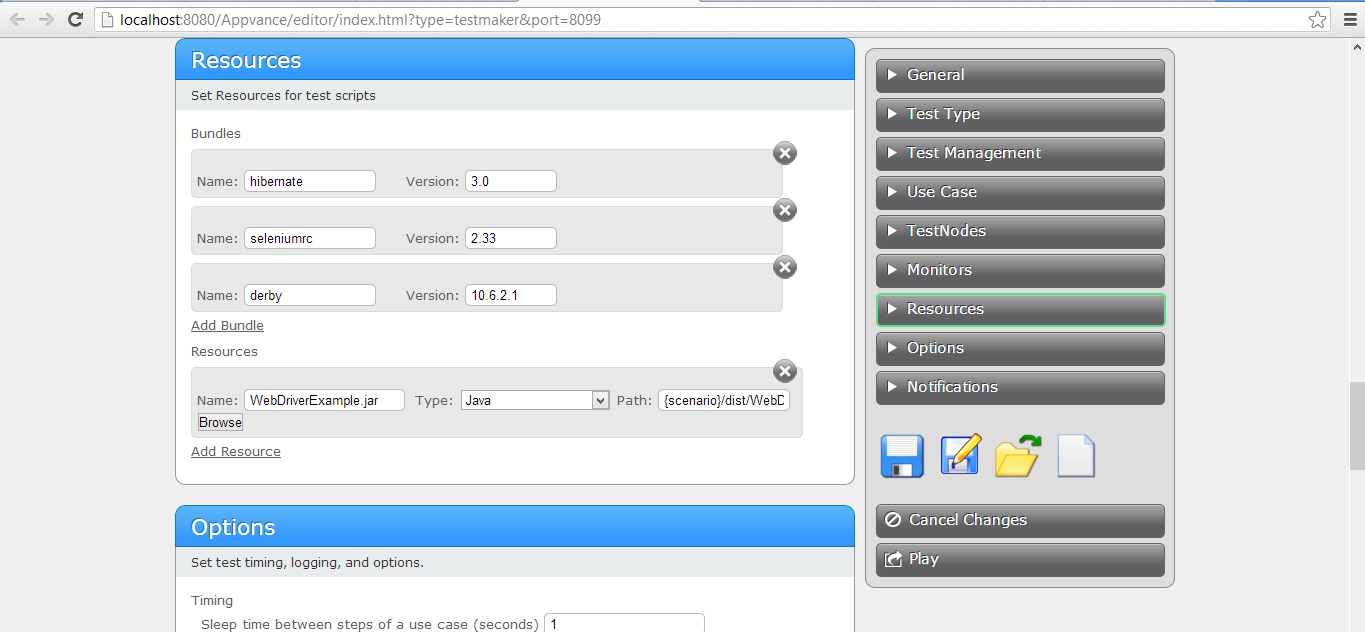 localhost:8080/Appvance/editor/index.html?type=testmaker&port=8099
Resources
Set Resources for test scripts
Bundles
Name: hibernate Version: 3.0
Name: seleniumrc Version: 2.33
Name: derby Version: 10.6.2.1
Add Bundle
Resources
Name: WebDriverExample.jar Type: Java Path: {scenario}/dist/WebD
Browse
Add Resource
Options
Set test timing, logging, and options.
Timing
Sleep time between steps of a use case (seconds) 1
General
Test Type
Test Management
Use Case
TestNodes
Monitors
Resources
Options
Notifications
Cancel Changes
Play